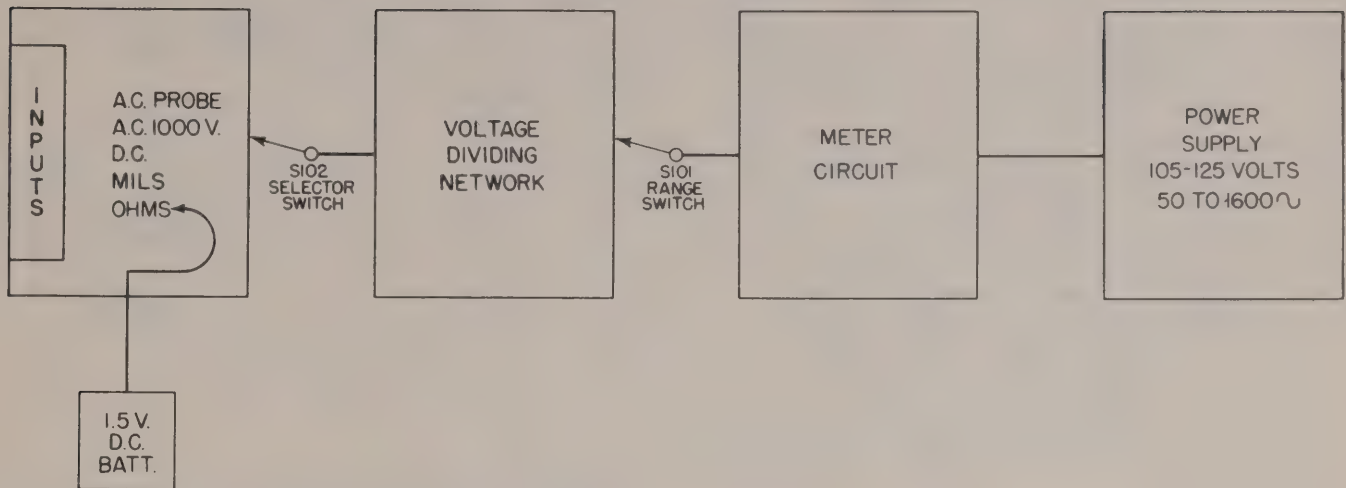 INPUTS
A.C. PROBE
A.C. 1000 V.
D.C.
MILS
OHMS
S102
SELECTOR
SWITCH
VOLTAGE
DIVIDING
NETWORK
S101
RANGE
SWITCH
METER
CIRCUIT
POWER
SUPPLY
105-125 VOLTS
50 TO 1600∿
1.5 V.
D.C.
BATT.